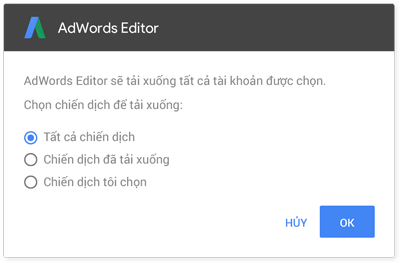 AdWords Editor
AdWords Editor sẽ tải xuống tất cả tài khoản được chọn.
Chọn chiến dịch để tải xuống:
Tất cả chiến dịch
Chiến dịch đã tải xuống
Chiến dịch tôi chọn
HỦY OK